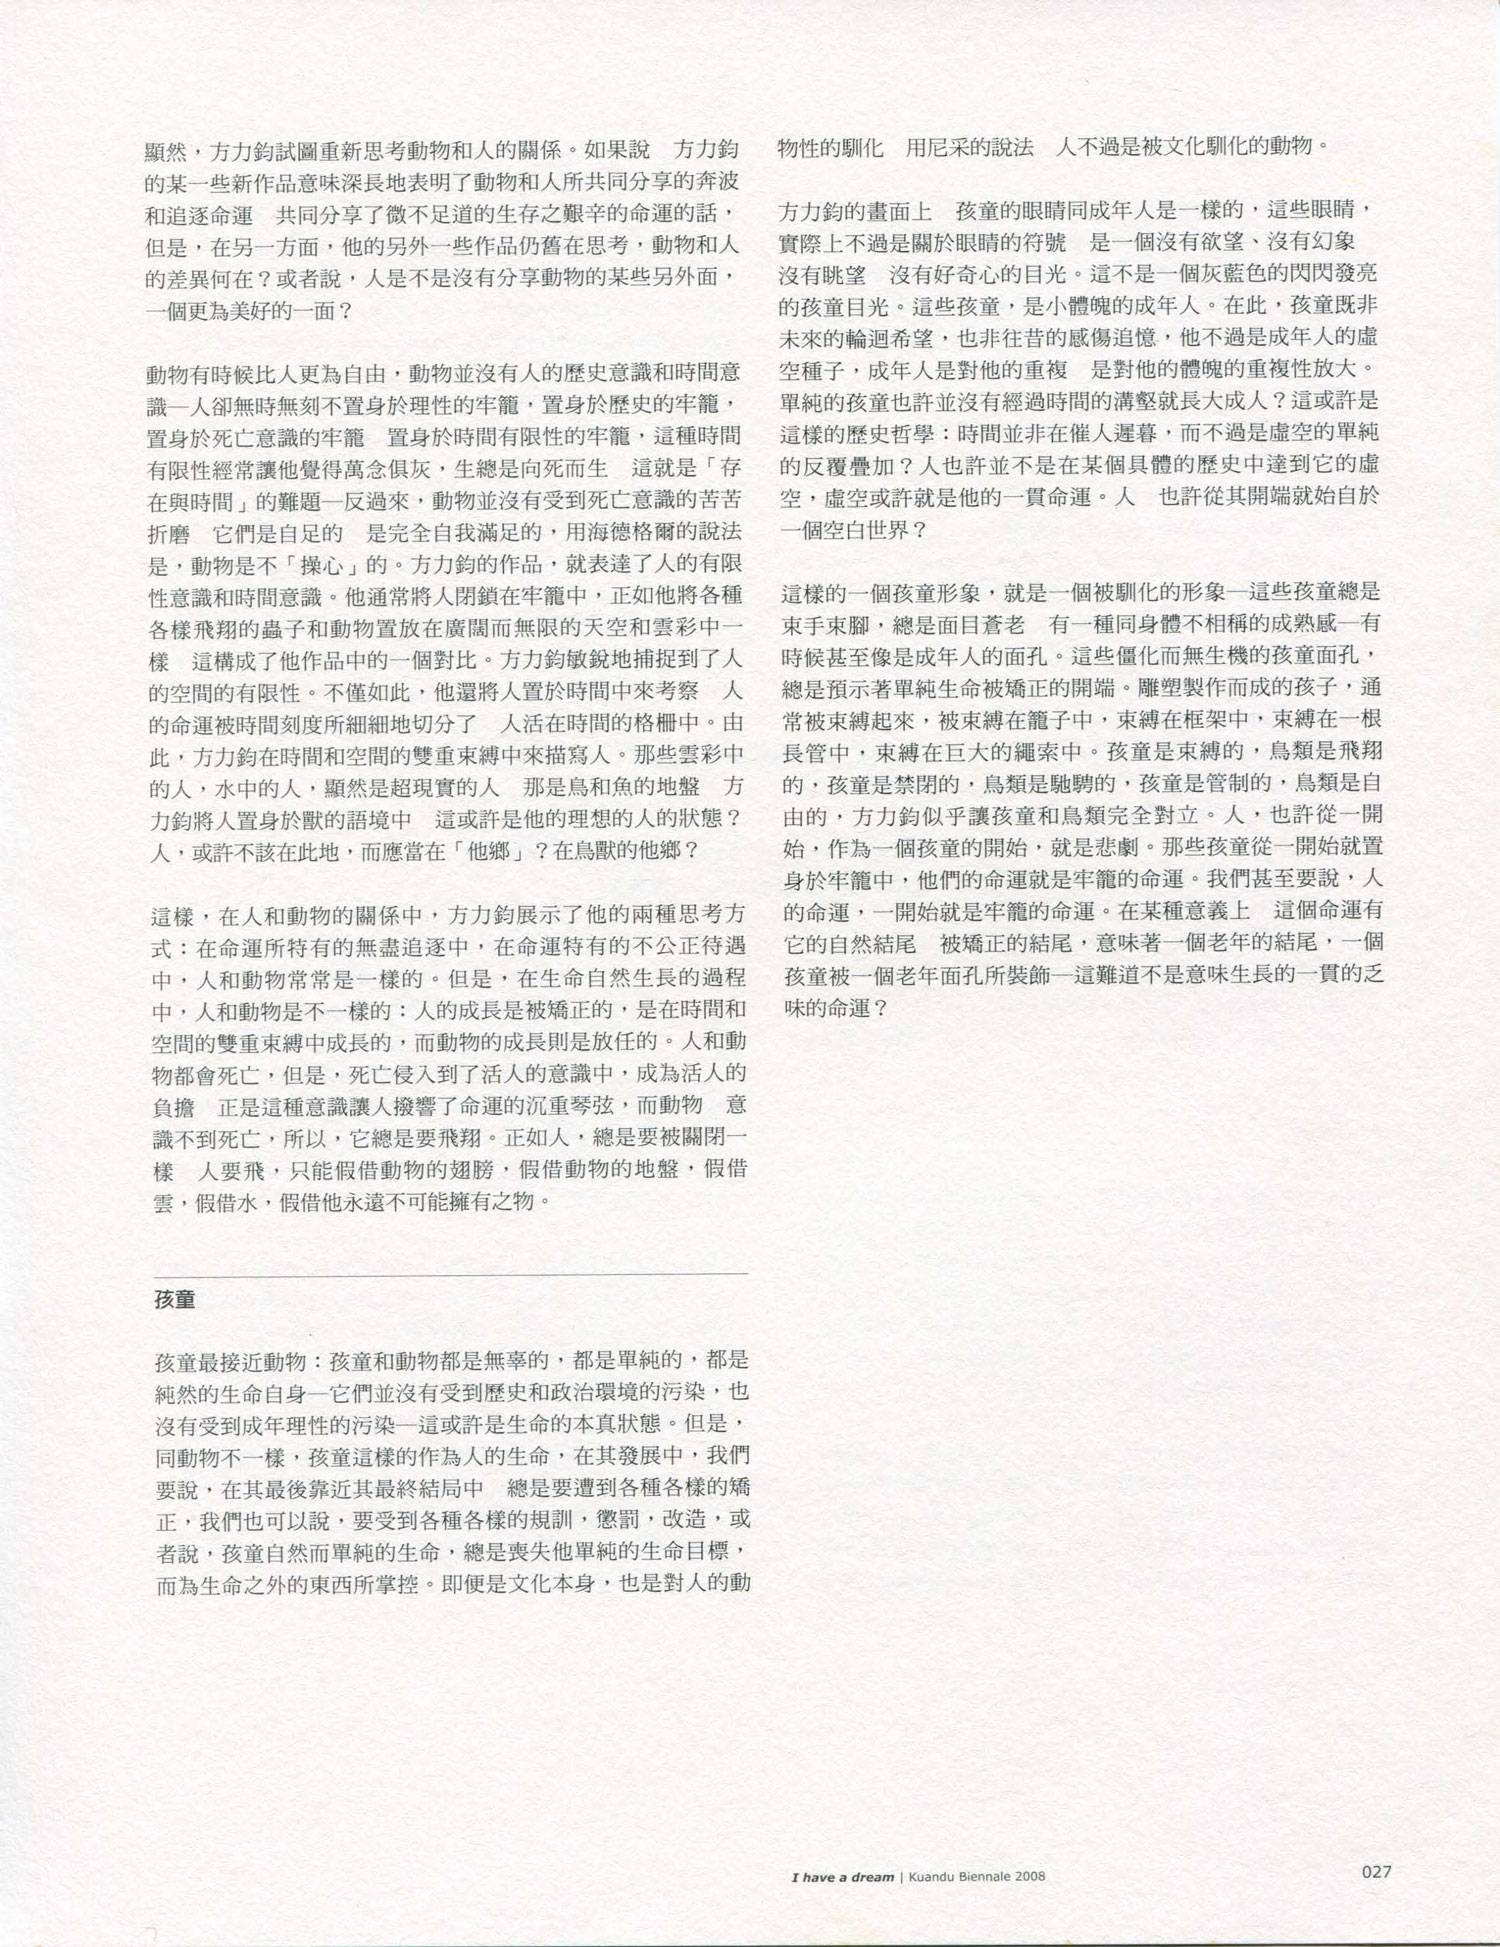 顯然，方力鈞試圖重新思考動物和人的關係。如果說　方力鈞
的某一些新作品意味深長地表明了動物和人所共同分享的奔波
和追逐命運　共同分享了微不足道的生存之艱辛的命運的話，
但是，在另一方面，他的另外一些作品仍舊在思考，動物和人
的差異何在？或者說，人是不是沒有分享動物的某些另外面，
一個更為美好的一面？
動物有時候比人更為自由，動物並沒有人的歷史意識和時間意
識—人卻無時無刻不置身於理性的牢籠，置身於歷史的牢籠，
置身於死亡意識的牢籠　置身於時間有限性的牢籠，這種時間
有限性經常讓他覺得萬念俱灰，生總是向死而生　這就是「存
在與時間」的難題—反過來，動物並沒有受到死亡意識的苦苦
折磨　它們是自足的　是完全自我滿足的，用海德格爾的說法
是，動物是不「操心」的。方力鈞的作品，就表達了人的有限
性意識和時間意識。他通常將人閉鎖在牢籠中，正如他將各種
各樣飛翔的蟲子和動物置放在廣闊而無限的天空和雲彩中一
樣　這構成了他作品中的一個對比。方力鈞敏銳地捕捉到了人
的空間的有限性。不僅如此，他還將人置於時間中來考察　人
的命運被時間刻度所細細地切分了　人活在時間的格柵中。由
此，方力鈞在時間和空間的雙重束縛中來描寫人。那些雲彩中
的人，水中的人，顯然是超現實的人　那是鳥和魚的地盤　方
力鈞將人置身於獸的語境中　這或許是他的理想的人的狀態？
人，或許不該在此地，而應當在「他鄉」？在鳥獸的他鄉？
這樣，在人和動物的關係中，方力鈞展示了他的兩種思考方
式：在命運所特有的無盡追逐中，在命運特有的不公正待遇
中，人和動物常常是一樣的。但是，在生命自然生長的過程
中，人和動物是不一樣的：人的成長是被矯正的，是在時間和
空間的雙重束縛中成長的，而動物的成長則是放任的。人和動
物都會死亡，但是，死亡侵入到了活人的意識中，成為活人的
負擔　正是這種意識讓人撥響了命運的沉重琴弦，而動物　意
識不到死亡，所以，它總是要飛翔。正如人，總是要被關閉一
樣　人要飛，只能假借動物的翅膀，假借動物的地盤，假借
雲，假借水，假借他永遠不可能擁有之物。
孩童
孩童最接近動物：孩童和動物都是無辜的，都是單純的，都是
純然的生命自身—它們並沒有受到歷史和政治環境的污染，也
沒有受到成年理性的污染—這或許是生命的本真狀態。但是，
同動物不一樣，孩童這樣的作為人的生命，在其發展中，我們
要說，在其最後靠近其最終結局中　總是要遭到各種各樣的矯
正，我們也可以說，要受到各種各樣的規訓，懲罰，改造，或
者說，孩童自然而單純的生命，總是喪失他單純的生命目標，
而為生命之外的東西所掌控。即便是文化本身，也是對人的動
物性的馴化　用尼采的說法　人不過是被文化馴化的動物。
方力鈞的畫面上　孩童的眼睛同成年人是一樣的，這些眼睛，
實際上不過是關於眼睛的符號　是一個沒有欲望、沒有幻象
沒有眺望　沒有好奇心的目光。這不是一個灰藍色的閃閃發亮
的孩童目光。這些孩童，是小體魄的成年人。在此，孩童既非
未來的輪迴希望，也非往昔的感傷追憶，他不過是成年人的虛
空種子，成年人是對他的重複　是對他的體魄的重複性放大。
單純的孩童也許並沒有經過時間的溝壑就長大成人？這或許是
這樣的歷史哲學：時間並非在催人遲暮，而不過是虛空的單純
的反覆疊加？人也許並不是在某個具體的歷史中達到它的虛
空，虛空或許就是他的一貫命運。人　也許從其開端就始自於
一個空白世界？
這樣的一個孩童形象，就是一個被馴化的形象—這些孩童總是
束手束腳，總是面目蒼老　有一種同身體不相稱的成熟感—有
時候甚至像是成年人的面孔。這些僵化而無生機的孩童面孔，
總是預示著單純生命被矯正的開端。雕塑製作而成的孩子，通
常被束縛起來，被束縛在籠子中，束縛在框架中，束縛在一根
長管中，束縛在巨大的繩索中。孩童是束縛的，鳥類是飛翔
的，孩童是禁閉的，鳥類是馳騁的，孩童是管制的，鳥類是自
由的，方力鈞似乎讓孩童和鳥類完全對立。人，也許從一開
始，作為一個孩童的開始，就是悲劇。那些孩童從一開始就置
身於牢籠中，他們的命運就是牢籠的命運。我們甚至要說，人
的命運，一開始就是牢籠的命運。在某種意義上　這個命運有
它的自然結尾　被矯正的結尾，意味著一個老年的結尾，一個
孩童被一個老年面孔所裝飾—這難道不是意味生長的一貫的乏
味的命運？
I have a dream | Kuandu Biennale 2008
027